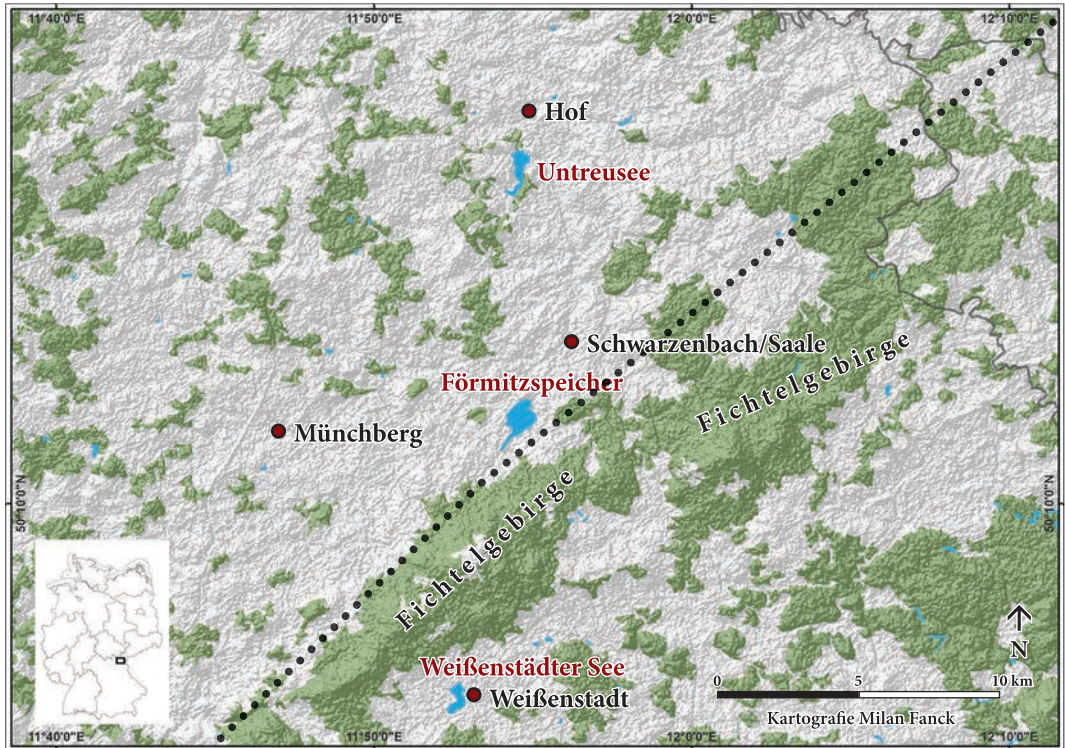 11°40'0"E
11°50'0"E
12°0'0"E
12°10'0"E
Hof
Untreusee
Schwarzenbach/Saale
Fichtelgebirge
Förmitzspeicher
Münchberg
Fichtelgebirge
50°10'0"N
50°10'0"N
N
Weißenstädter See
Weißenstadt
0
5
10 km
Kartografie Milan Fanck
11°40'0"E
11°50'0"E
12°0'0"E
12°10'0"E